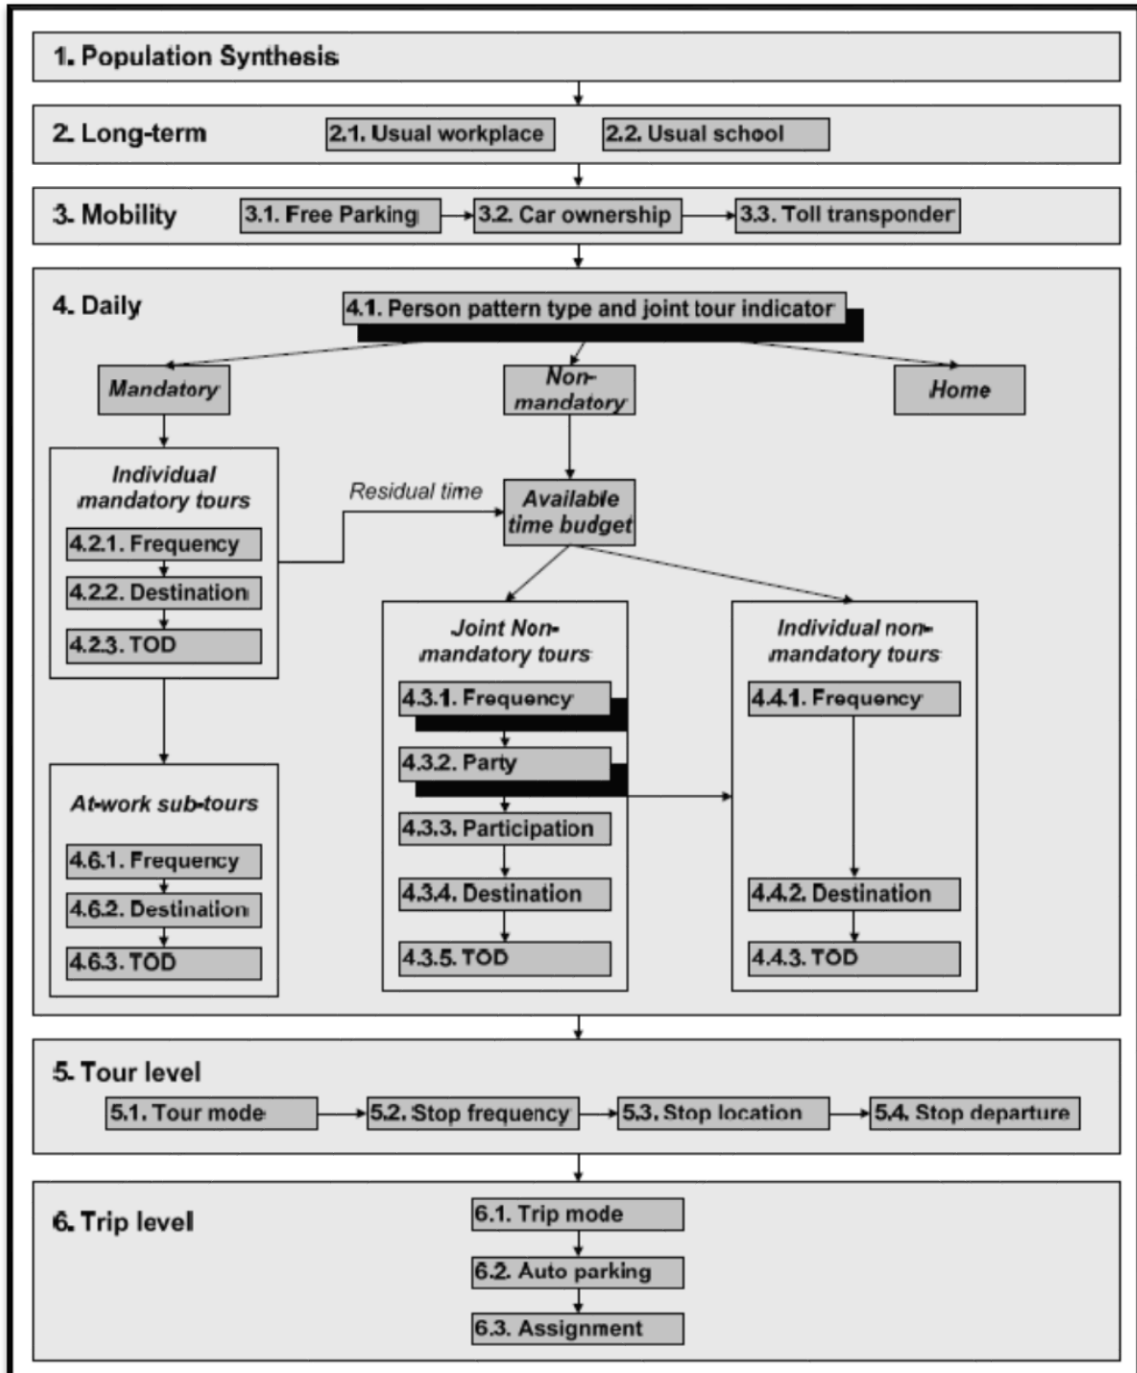 1. Population Synthesis
2. Long-term
2.1. Usual workplace
2.2. Usual school
3. Mobility
3.1. Free Parking
3.2. Car ownership
3.3. Toll transponder
4. Daily
4.1. Person pattern type and joint tour indicator
Mandatory
Non-
mandatory
Home
Individual
mandatory tours
4.2.1. Frequency
4.2.2. Destination
4.2.3. TOD
Residual time
Available
time budget
Joint Non-
mandatory tours
4.3.1. Frequency
4.3.2. Party
4.3.3. Participation
4.3.4. Destination
4.3.5. TOD
Individual non-
mandatory tours
4.4.1. Frequency
4.4.2. Destination
4.4.3. TOD
At-work sub-tours
4.6.1. Frequency
4.6.2. Destination
4.6.3. TOD
5. Tour level
5.1. Tour mode
5.2. Stop frequency
5.3. Stop location
5.4. Stop departure
6. Trip level
6.1. Trip mode
6.2. Auto parking
6.3. Assignment